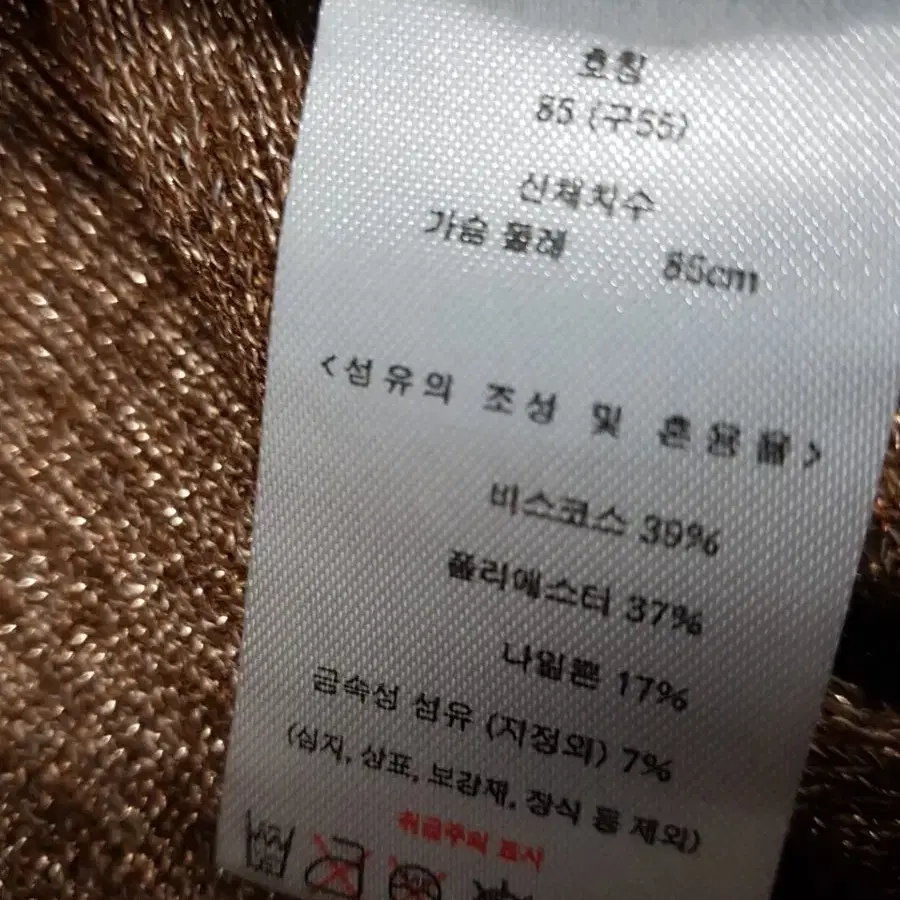 호칭
85 (구55)
신체치수
가슴 둘레 85cm
<섬유의 조성 및 혼용율>
비스코스 39%
폴리에스터 37%
나일론 17%
금속성 섬유 (지정외) 7%
(심지, 상표, 보강재, 장식 등 제외)
취급주의 표시